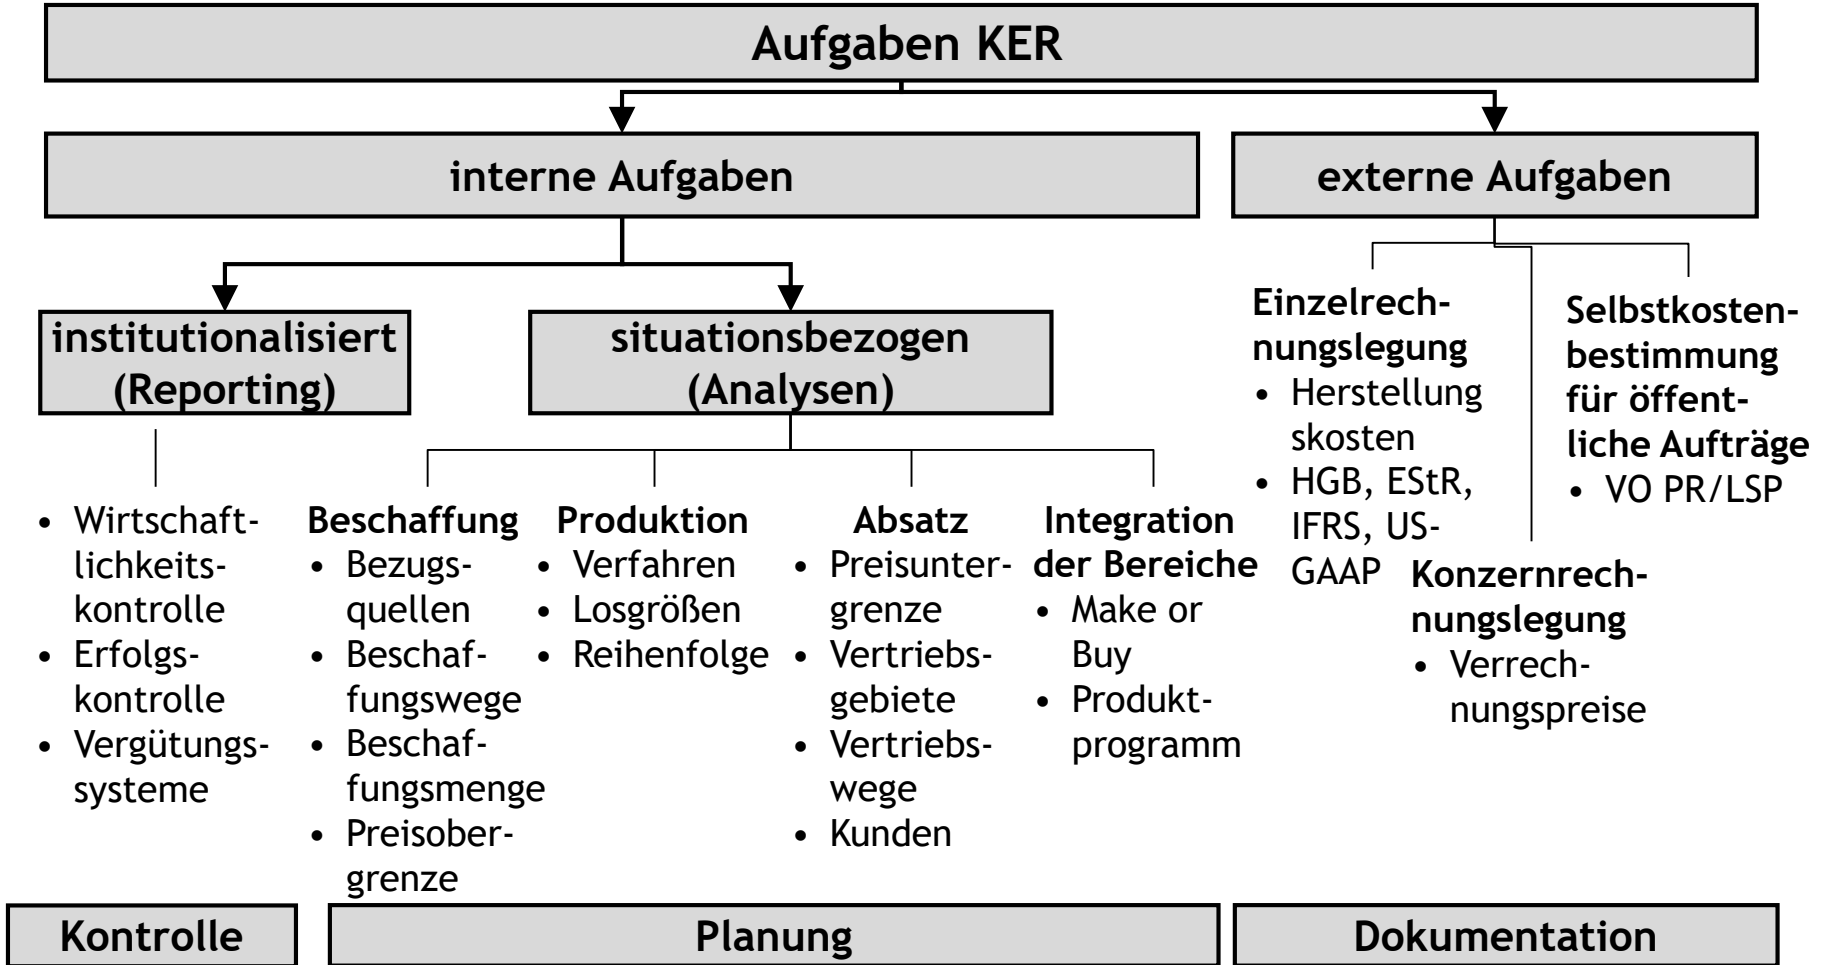 Aufgaben KER
interne Aufgaben
externe Aufgaben
institutionalisiert
(Reporting)
situationsbezogen
(Analysen)
• Wirtschaft-
lichkeits-
kontrolle
• Erfolgs-
kontrolle
• Vergütungs-
systeme
Beschaffung
• Bezugs-
quellen
• Beschaf-
fungswege
• Beschaf-
fungsmenge
• Preisober-
grenze
Produktion
• Verfahren
• Losgrößen
• Reihenfolge
Absatz
• Preisunter-
grenze
• Vertriebs-
gebiete
• Vertriebs-
wege
• Kunden
Integration
der Bereiche
• Make or
Buy
• Produkt-
programm
Einzelrech-
nungslegung
• Herstellung
skosten
• HGB, EStR,
IFRS, US-
GAAP
Konzernrech-
nungslegung
• Verrech-
nungspreise
Selbstkosten-
bestimmung
für öffent-
liche Aufträge
• VO PR/LSP
Kontrolle
Planung
Dokumentation